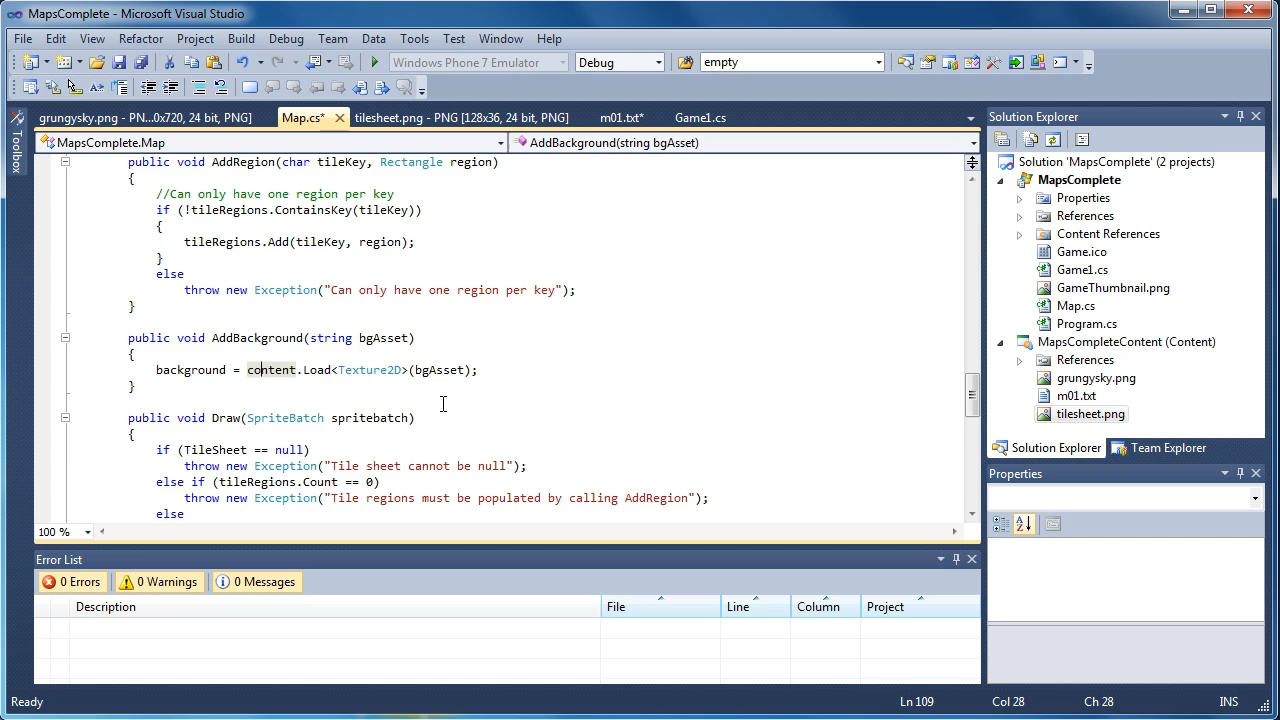 MapsComplete - Microsoft Visual Studio
File Edit View Refactor Project Build Debug Team Data Tools Test Window Help
Windows Phone 7 Emulator Debug empty
grungysky.png - PN...0x720, 24 bit, PNG] Map.cs* tilesheet.png - PNG [128x36, 24 bit, PNG] m01.txt* Game1.cs
MapsComplete.Map AddBackground(string bgAsset)
Toolbox
public void AddRegion(char tileKey, Rectangle region)
{
//Can only have one region per key
if (!tileRegions.ContainsKey(tileKey))
{
tileRegions.Add(tileKey, region);
}
else
throw new Exception("Can only have one region per key");
}
public void AddBackground(string bgAsset)
{
background = content.Load<Texture2D>(bgAsset);
}
public void Draw(SpriteBatch spritebatch)
{
if (TileSheet == null)
throw new Exception("Tile sheet cannot be null");
else if (tileRegions.Count == 0)
throw new Exception("Tile regions must be populated by calling AddRegion");
else
100 %
Solution Explorer
Solution 'MapsComplete' (2 projects)
MapsComplete
Properties
References
Content References
Game.ico
Game1.cs
GameThumbnail.png
Map.cs
Program.cs
MapsCompleteContent (Content)
References
grungysky.png
m01.txt
tilesheet.png
Solution Explorer Team Explorer
Properties
Error List
0 Errors 0 Warnings 0 Messages
Description File Line Column Project
Ready Ln 109 Col 28 Ch 28 INS